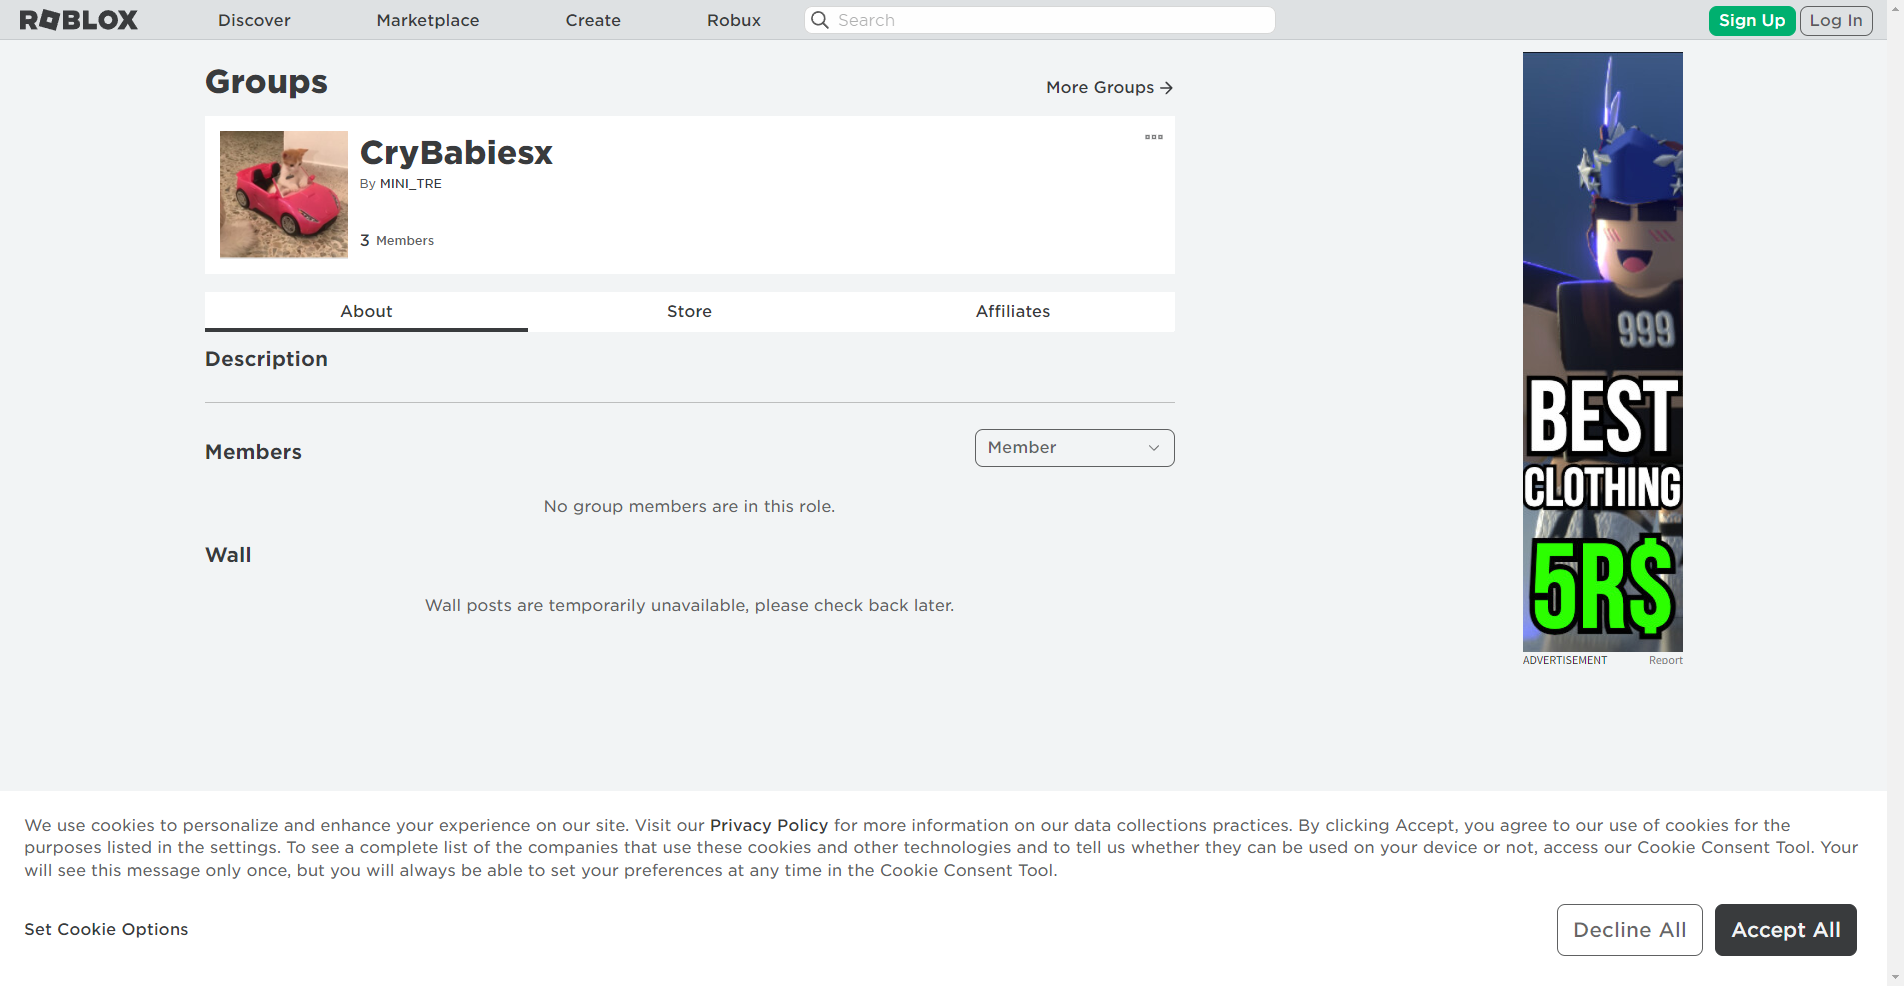 ROBLOX
Discover
Marketplace
Create
Robux
Search
Sign Up
Log In
Groups
More Groups
CryBabiesx
By MINI_TRE
3 Members
About
Store
Affiliates
Description
Members
Member
No group members are in this role.
Wall
Wall posts are temporarily unavailable, please check back later.
999
BEST
CLOTHING
5R$
ADVERTISEMENT
Report
We use cookies to personalize and enhance your experience on our site. Visit our Privacy Policy for more information on our data collections practices. By clicking Accept, you agree to our use of cookies for the
purposes listed in the settings. To see a complete list of the companies that use these cookies and other technologies and to tell us whether they can be used on your device or not, access our Cookie Consent Tool. Your
will see this message only once, but you will always be able to set your preferences at any time in the Cookie Consent Tool.
Set Cookie Options
Decline All
Accept All